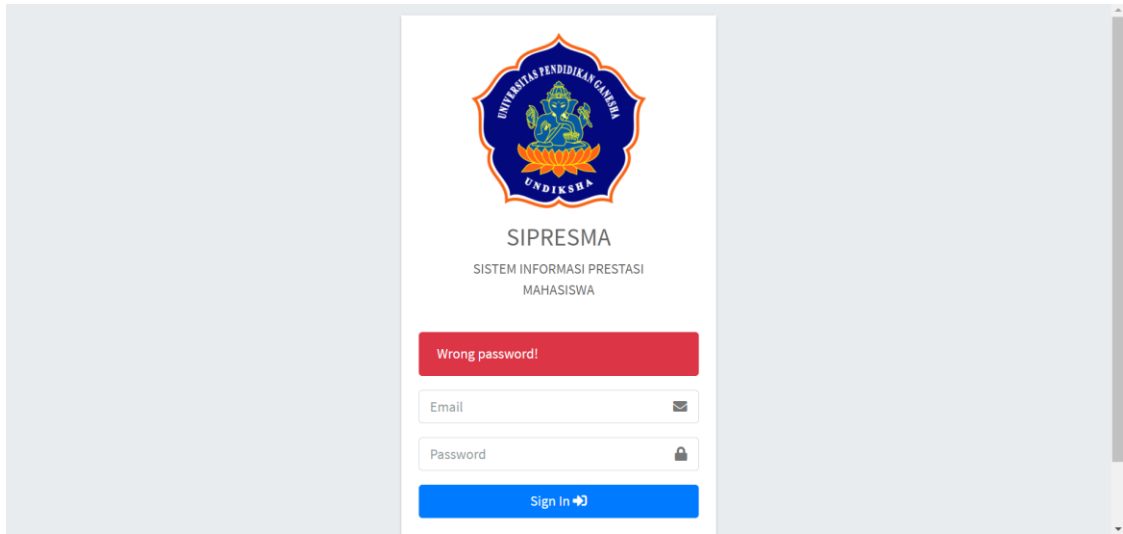 UNIVERSITAS PENDIDIKAN GANESHA
UNDIKSHA
SIPRESMA
SISTEM INFORMASI PRESTASI
MAHASISWA
Wrong password!
Email
Password
Sign In